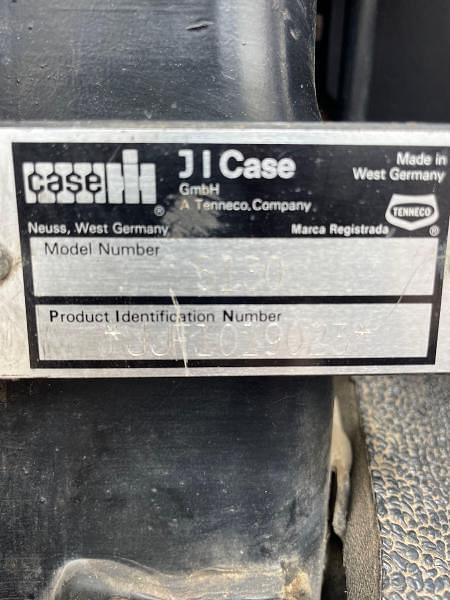 case IH ®
J I Case
GmbH
A Tenneco Company
Made in
West Germany
TENNECO ®
Neuss, West Germany
Marca Registrada
Model Number
Product Identification Number